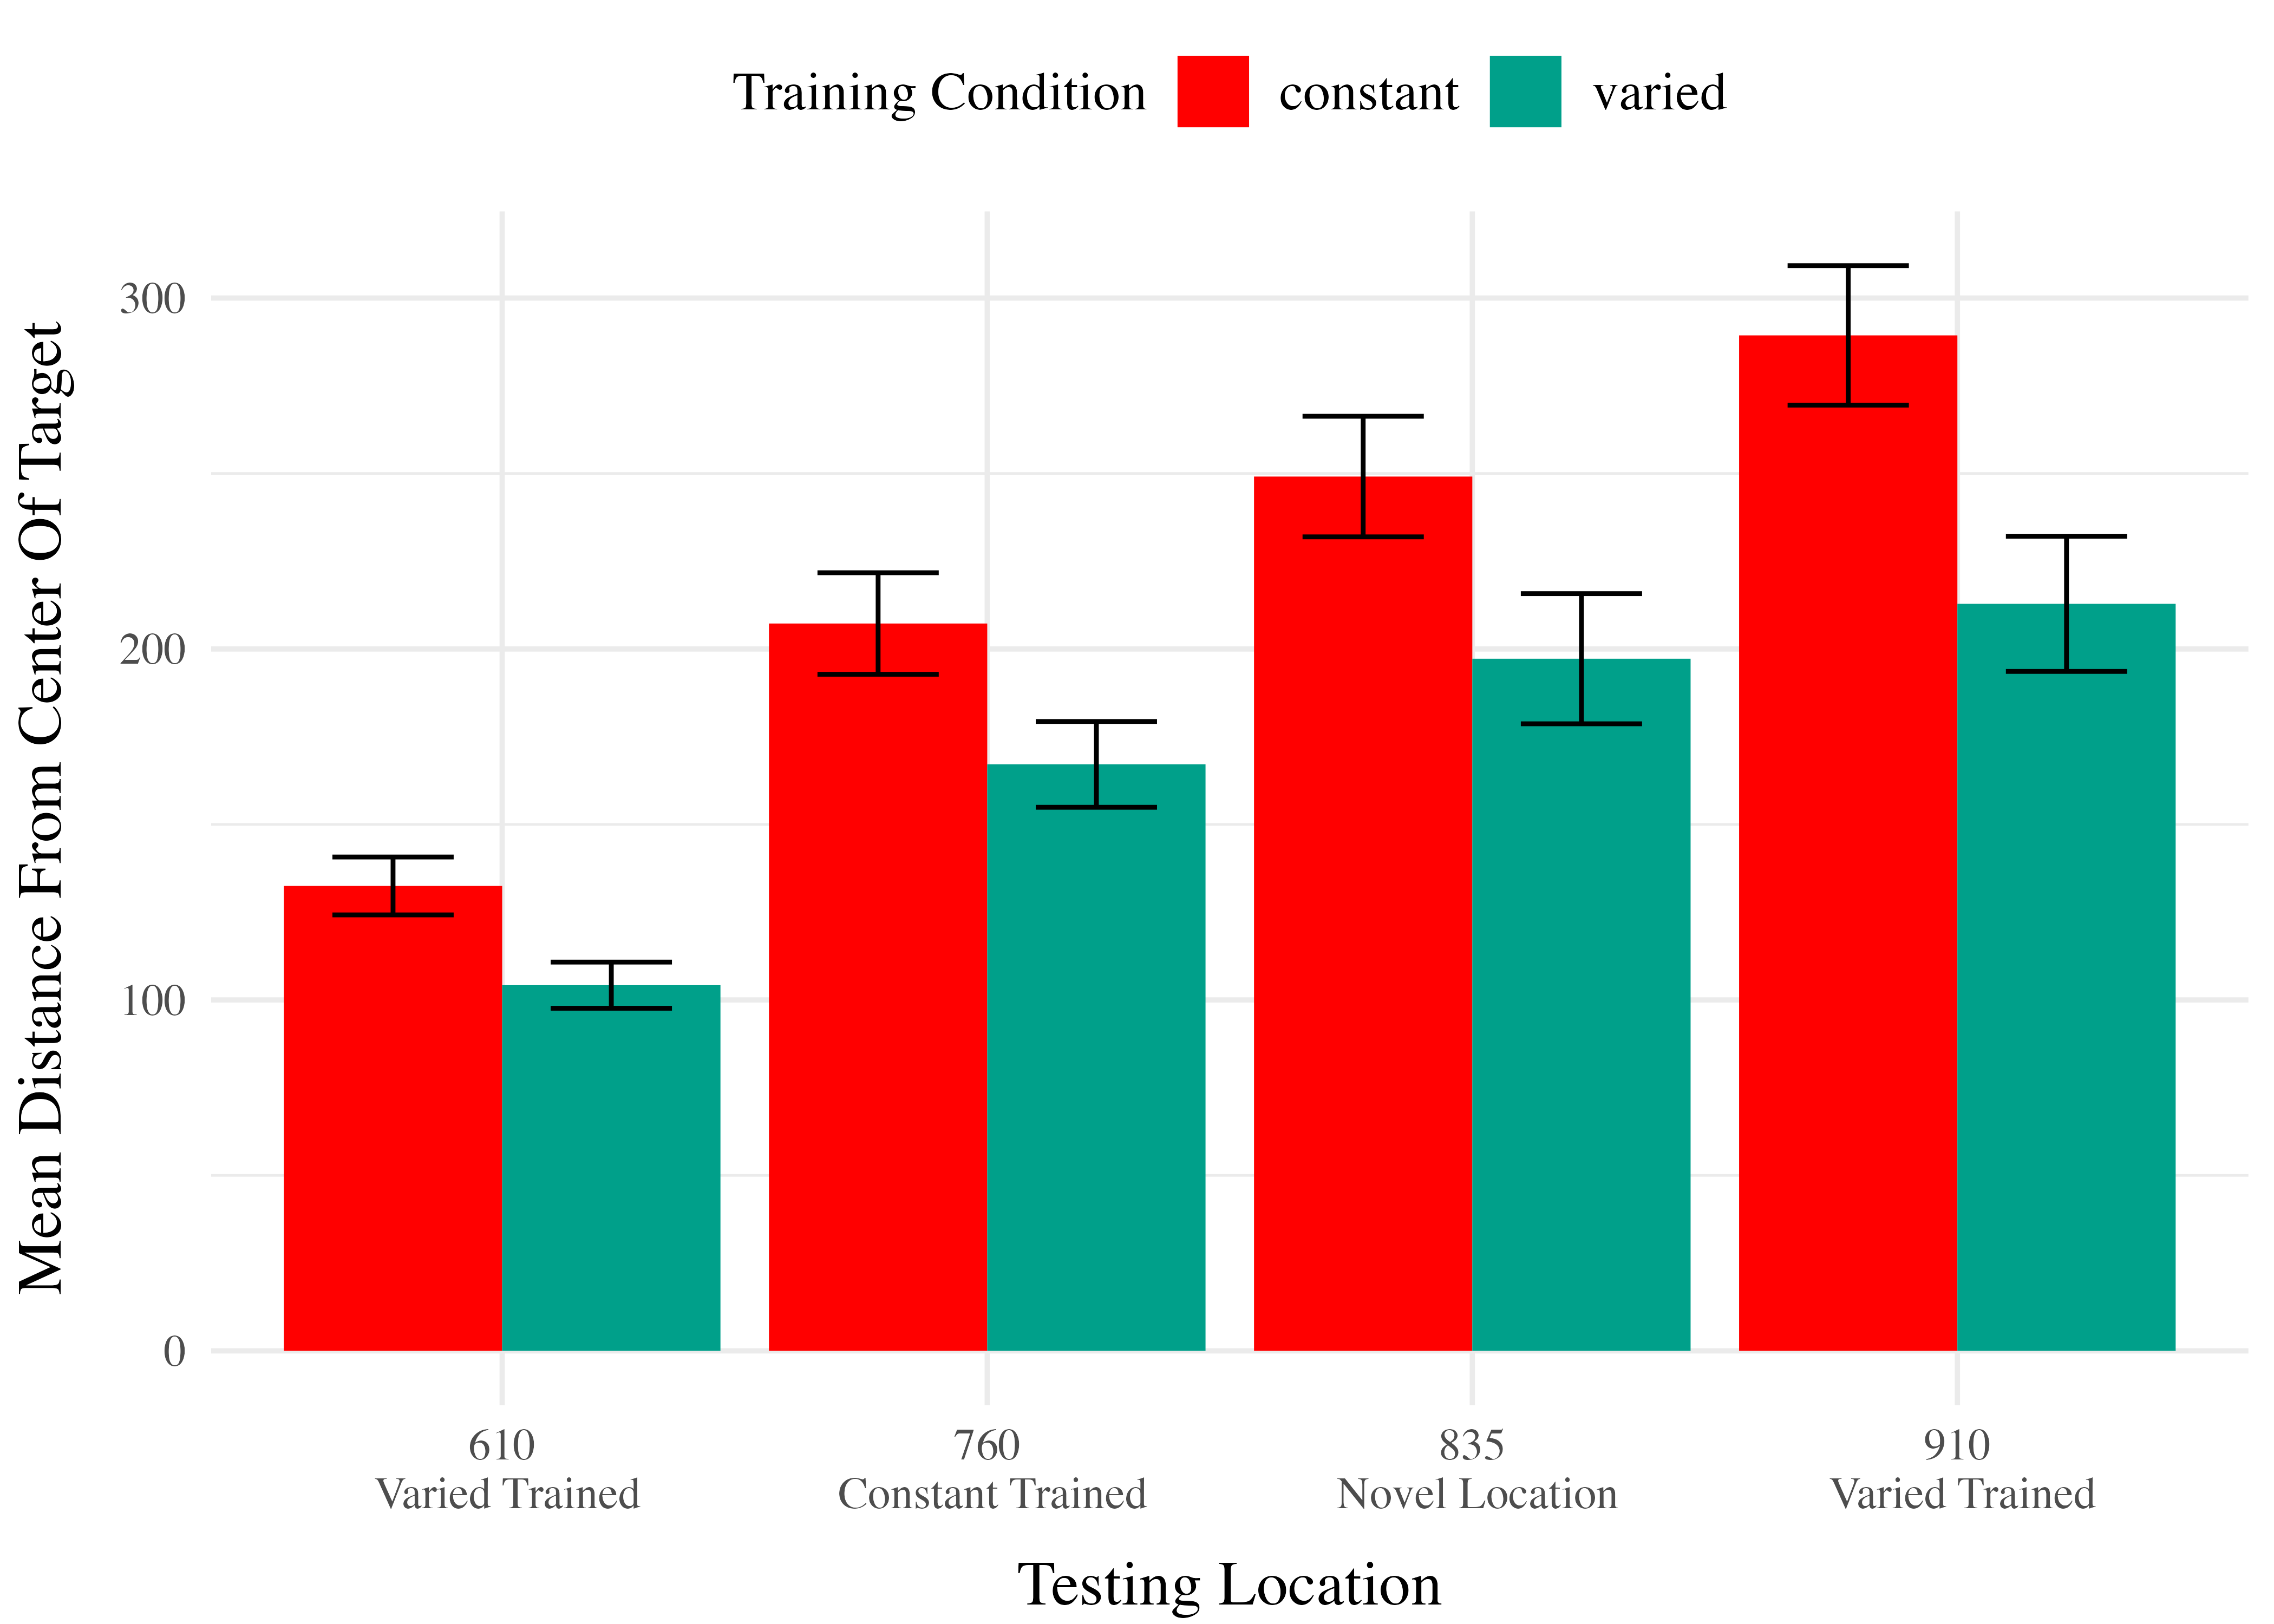 Training Condition constant varied
Mean Distance From Center Of Target
300
200
100
0
610 760 835 910
Varied Trained Constant Trained Novel Location Varied Trained
Testing Location